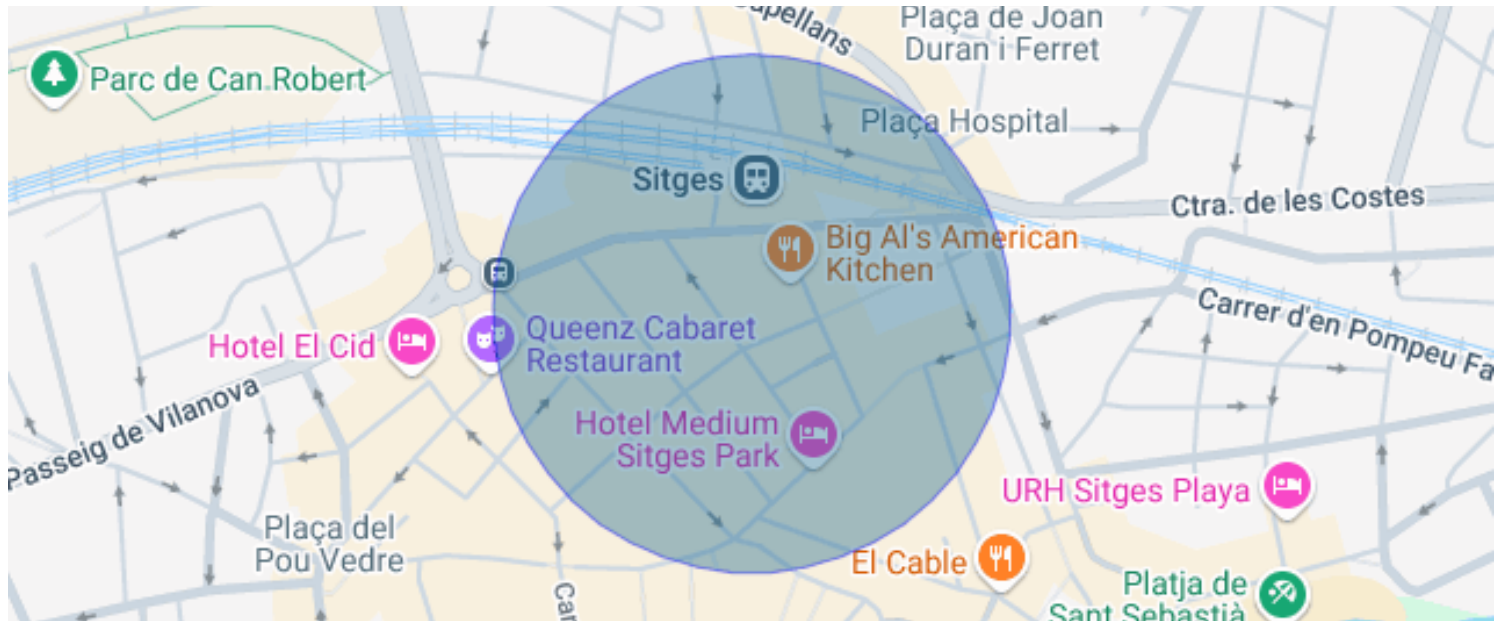 Capellans
Plaça de Joan
Duran i Ferret
Parc de Can Robert
Plaça Hospital
Sitges
Ctra. de les Costes
Big Al's American
Kitchen
Carrer d'en Pompeu Fa
Queenz Cabaret
Restaurant
Hotel El Cid
Passeig de Vilanova
Hotel Medium
Sitges Park
URH Sitges Playa
Plaça del
Pou Vedre
El Cable
Platja de
Sant Sebastià
Car